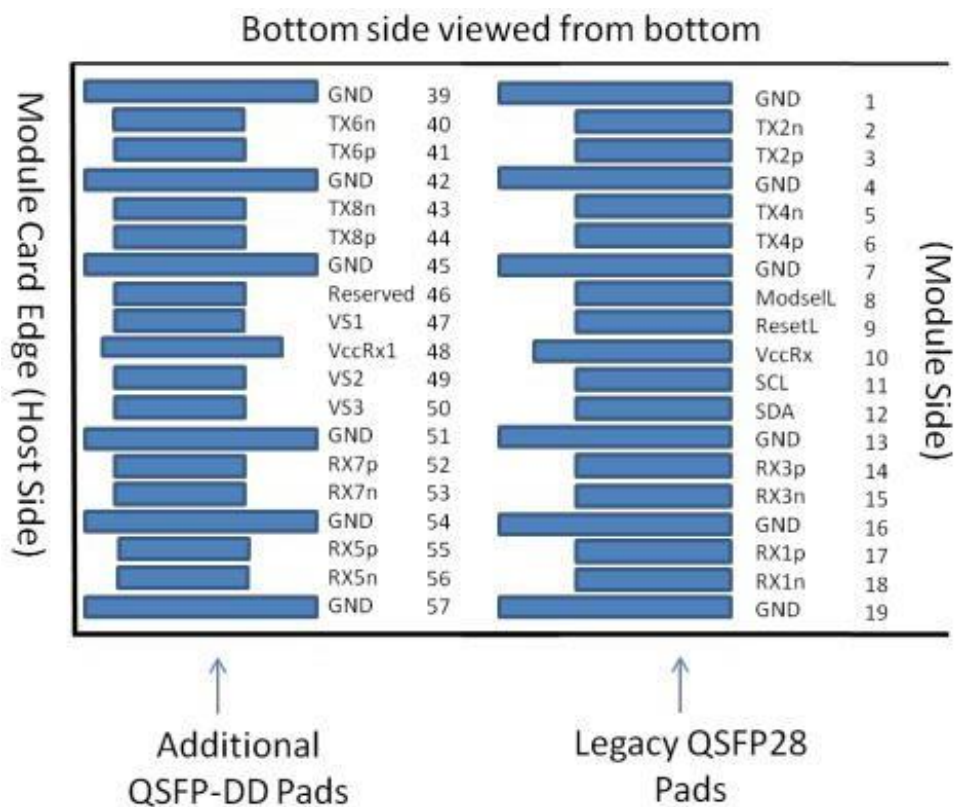 Bottom side viewed from bottom
Module Card Edge (Host Side)
GND 39
TX6n 40
TX6p 41
GND 42
TX8n 43
TX8p 44
GND 45
Reserved 46
VS1 47
VccRx1 48
VS2 49
VS3 50
GND 51
RX7p 52
RX7n 53
GND 54
RX5p 55
RX5n 56
GND 57
GND 1
TX2n 2
TX2p 3
GND 4
TX4n 5
TX4p 6
GND 7
ModselL 8
ResetL 9
VccRx 10
SCL 11
SDA 12
GND 13
RX3p 14
RX3n 15
GND 16
RX1p 17
RX1n 18
GND 19
(Module Side)
Additional
QSFP-DD Pads
Legacy QSFP28
Pads